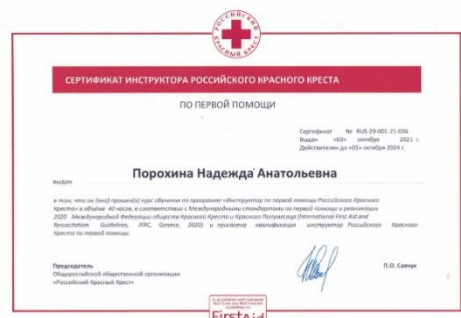 РОССИЙСКИЙ
КРАСНЫЙ КРЕСТ
СЕРТИФИКАТ ИНСТРУКТОРА РОССИЙСКОГО КРАСНОГО КРЕСТА
ПО ПЕРВОЙ ПОМОЩИ
Сертификат № RUS-29-001-21-036
Выдан «03» октября 2021 г.
Действителен до «03» октября 2024 г.
выдан Порохина Надежда Анатольевна
в том, что он (она) прошел(а) курс обучения по программе «Инструктор по первой помощи Российского Красного
Креста» в объёме 40 часов, в соответствии с Международными стандартами по первой помощи и реанимации
2020 Международной Федерации обществ Красного Креста и Красного Полумесяца (International First Aid and
Resuscitation Guidelines, IFRC, Geneva, 2020) и присвоена квалификация инструктор Российского Красного
Креста по первой помощи.
Председатель
Общероссийской общественной организации
«Российский Красный Крест»
П.О. Савчук
FirstAid